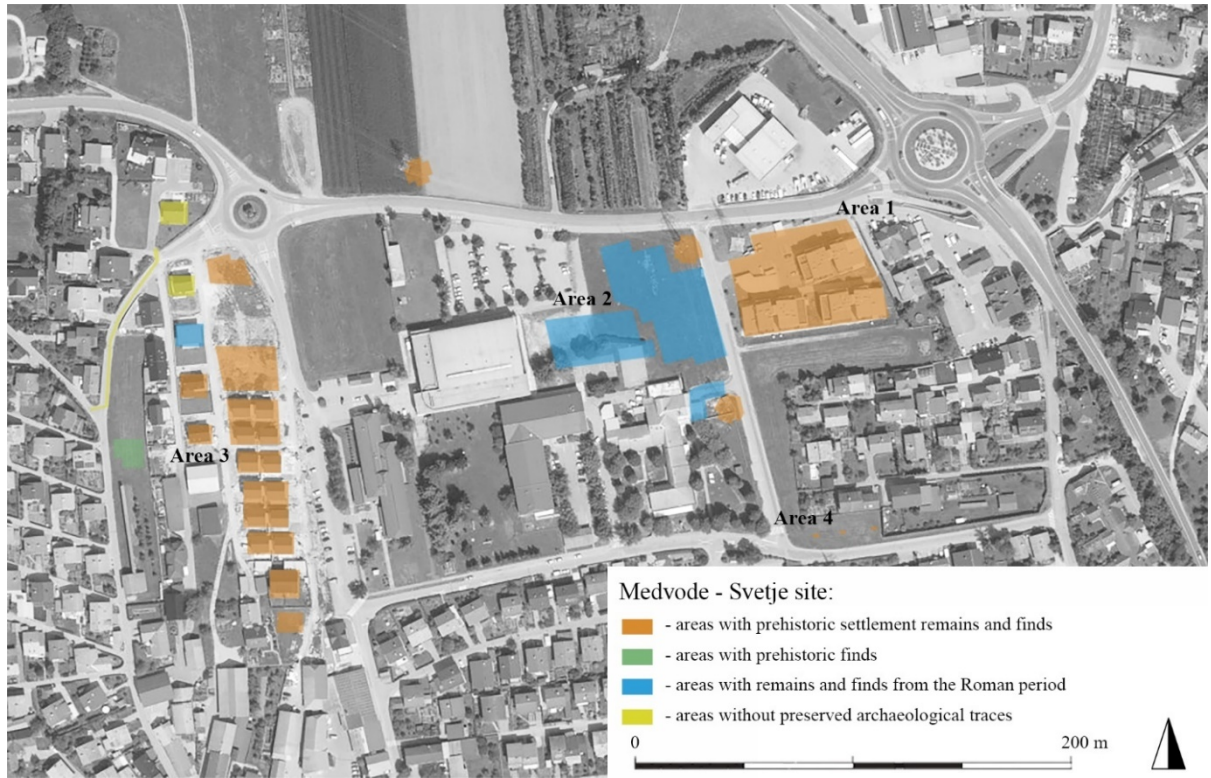 Area 1
Area 2
Area 3
Area 4
Medvode - Svetje site:
- areas with prehistoric settlement remains and finds
- areas with prehistoric finds
- areas with remains and finds from the Roman period
- areas without preserved archaeological traces
0 200 m